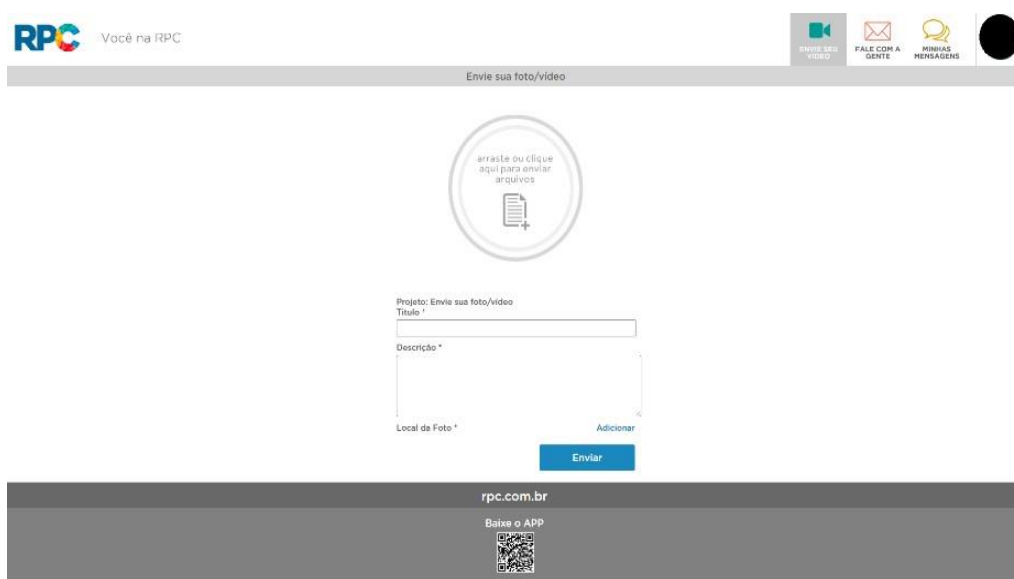 RPC
Você na RPC
ENVIE SEU
VÍDEO
FALE COM A
GENTE
MINHAS
MENSAGENS
Envie sua foto/vídeo
arraste ou clique
aqui para enviar
arquivos
Projeto: Envie sua foto/vídeo
Título *
Descrição *
Local da Foto *
Adicionar
Enviar
rpc.com.br
Baixe o APP